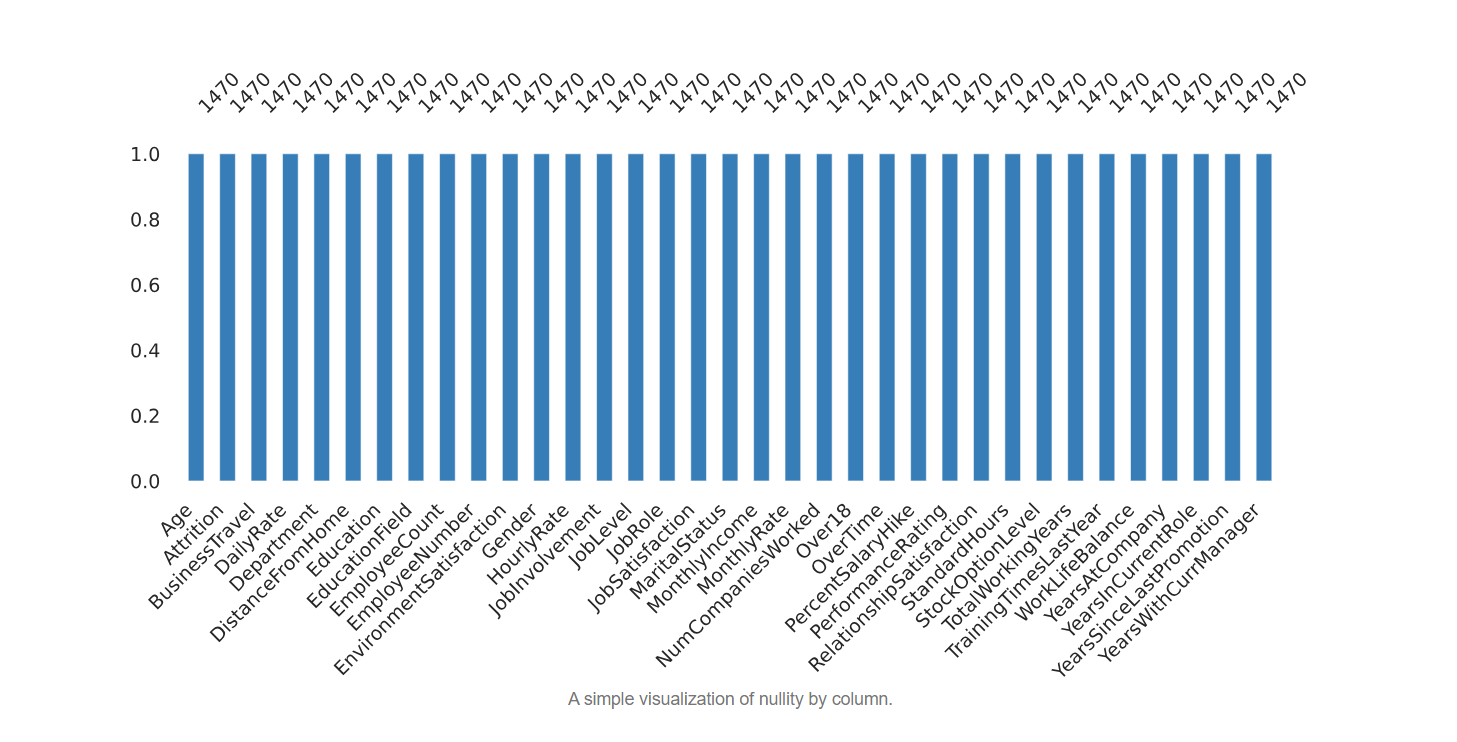 1470 1470 1470 1470 1470 1470 1470 1470 1470 1470 1470 1470 1470 1470 1470 1470 1470 1470 1470 1470 1470 1470 1470 1470 1470 1470 1470 1470 1470 1470 1470 1470 1470 1470 1470
1.0
0.8
0.6
0.4
0.2
0.0
Age
Attrition
BusinessTravel
DailyRate
Department
DistanceFromHome
Education
EducationField
EmployeeCount
EmployeeNumber
EnvironmentSatisfaction
Gender
HourlyRate
JobInvolvement
JobLevel
JobRole
JobSatisfaction
MaritalStatus
MonthlyIncome
MonthlyRate
NumCompaniesWorked
Over18
OverTime
PercentSalaryHike
PerformanceRating
RelationshipSatisfaction
StandardHours
StockOptionLevel
TotalWorkingYears
TrainingTimesLastYear
WorkLifeBalance
YearsAtCompany
YearsInCurrentRole
YearsSinceLastPromotion
YearsWithCurrManager
A simple visualization of nullity by column.